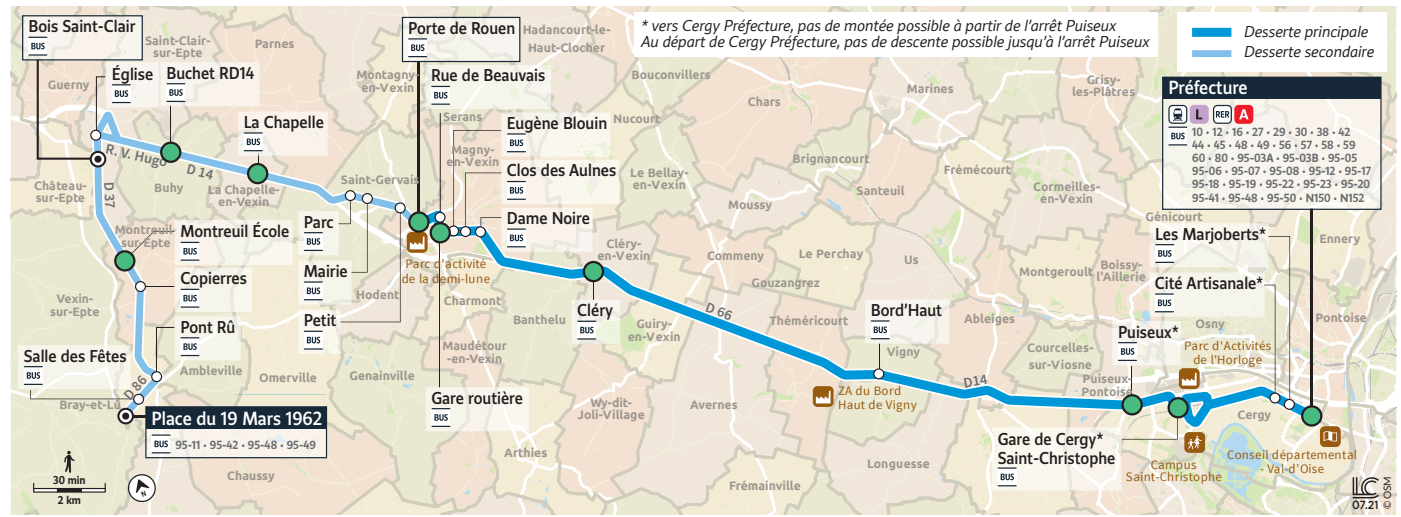 Bois Saint-Clair
BUS
Église
BUS
Buchet RD14
BUS
La Chapelle
BUS
Porte de Rouen
BUS
Rue de Beauvais
BUS
Eugène Blouin
BUS
Clos des Aulnes
BUS
Dame Noire
BUS
* vers Cergy Préfecture, pas de montée possible à partir de l'arrêt Puiseux
Au départ de Cergy Préfecture, pas de descente possible jusqu'à l'arrêt Puiseux
Desserte principale
Desserte secondaire
Préfecture
L RER A
BUS
10 • 12 • 16 • 27 • 29 • 30 • 38 • 42
44 • 45 • 48 • 49 • 56 • 57 • 58 • 59
60 • 80 • 95-03A • 95-03B • 95-05
95-06 • 95-07 • 95-08 • 95-12 • 95-17
95-18 • 95-19 • 95-22 • 95-23 • 95-20
95-41 • 95-48 • 95-50 • N150 • N152
Les Marjoberts*
BUS
Cité Artisanale*
BUS
Puiseux*
BUS
Gare de Cergy*
Saint-Christophe
BUS
Bord'Haut
BUS
Cléry
BUS
Gare routière
BUS
Parc
BUS
Mairie
BUS
Petit
BUS
Montreuil École
BUS
Copierres
BUS
Pont Rû
BUS
Salle des Fêtes
BUS
Place du 19 Mars 1962
BUS 95-11 • 95-42 • 95-48 • 95-49
R. V. Hugo
D 14
D 37
D 86
D 66
D14
Parc d'activité
de la demi-lune
ZA du Bord
Haut de Vigny
Parc d'Activités
de l'Horloge
Campus
Saint-Christophe
Conseil départemental
- Val-d'Oise
Saint-Clair-
sur-Epte
Parnes
Guerny
Hadancourt-le-
Haut-Clocher
Montagny-
en-Vexin
Serans
Bouconvillers
Nucourt
Chars
Marines
Grisy-
les-Plâtres
Magny-
en-Vexin
Le Bellay-
en-Vexin
Brignancourt
Frémécourt
Château-
sur-Epte
Buhy
La Chapelle-
en-Vexin
Saint-Gervais
Santeuil
Moussy
Cormeilles-
en-Vexin
Génicourt
Montreuil-
sur-Epte
Cléry-
en-Vexin
Commeny
Le Perchay
Us
Gouzangrez
Montgeroult
Boissy-
l'Aillerie
Ennery
Vexin-
sur-Epte
Hodent
Charmont
Banthelu
Guiry-
en-Vexin
Théméricourt
Vigny
Ableiges
Courcelles-
sur-Viosne
Osny
Pontoise
Maudétour
-en-Vexin
Ambleville
Omerville
Genainville
Bray-et-Lû
Wy-dit-
Joli-Village
Avernes
Puiseux-
Pontoise
Cergy
Arthies
Chaussy
Frémainville
Longuesse
30 min
2 km
N
LC
07.21
© OSM